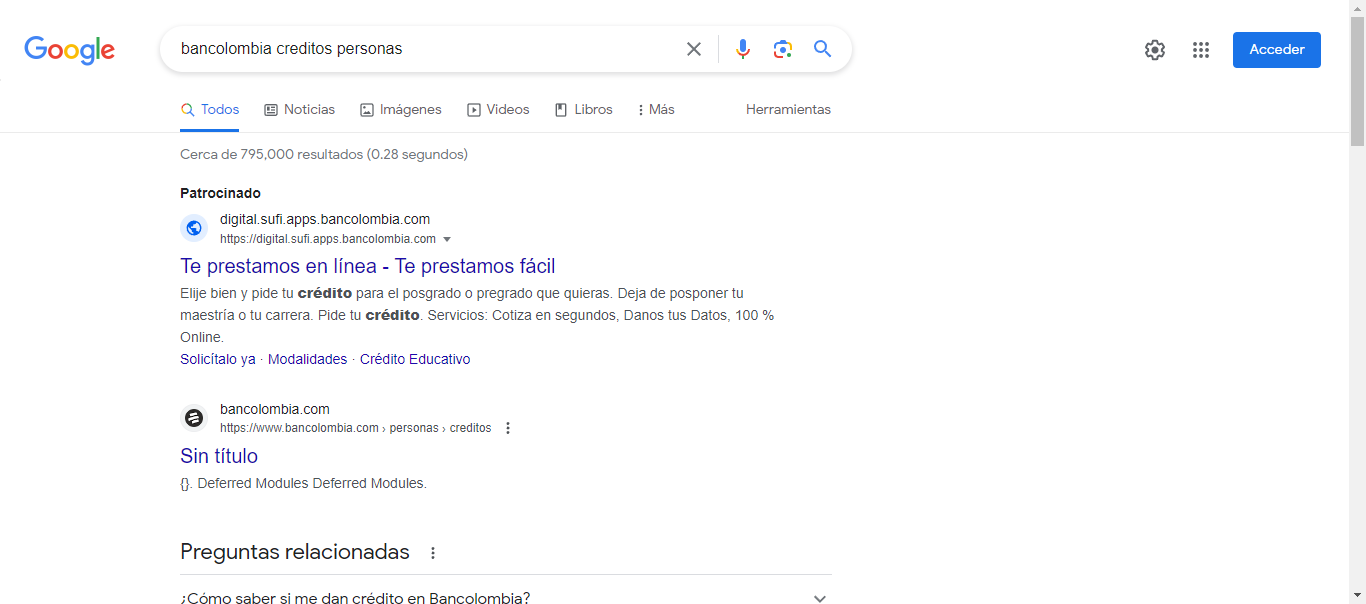 Google
bancolombia creditos personas
Acceder
Todos
Noticias
Imágenes
Videos
Libros
Más
Herramientas
Cerca de 795,000 resultados (0.28 segundos)
Patrocinado
digital.sufi.apps.bancolombia.com
https://digital.sufi.apps.bancolombia.com
Te prestamos en línea - Te prestamos fácil
Elije bien y pide tu crédito para el posgrado o pregrado que quieras. Deja de posponer tu
maestría o tu carrera. Pide tu crédito. Servicios: Cotiza en segundos, Danos tus Datos, 100 %
Online.
Solicítalo ya · Modalidades · Crédito Educativo
bancolombia.com
https://www.bancolombia.com › personas › creditos
Sin título
{}. Deferred Modules Deferred Modules.
Preguntas relacionadas
¿Cómo saber si me dan crédito en Bancolombia?